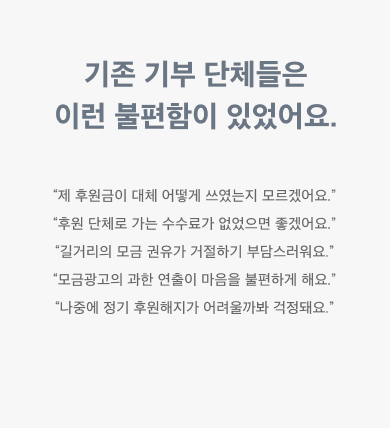 기존 기부 단체들은
이런 불편함이 있었어요.
“제 후원금이 대체 어떻게 쓰였는지 모르겠어요.”
“후원 단체로 가는 수수료가 없었으면 좋겠어요.”
“길거리의 모금 권유가 거절하기 부담스러워요.”
“모금광고의 과한 연출이 마음을 불편하게 해요.”
“나중에 정기 후원해지가 어려울까봐 걱정돼요.”